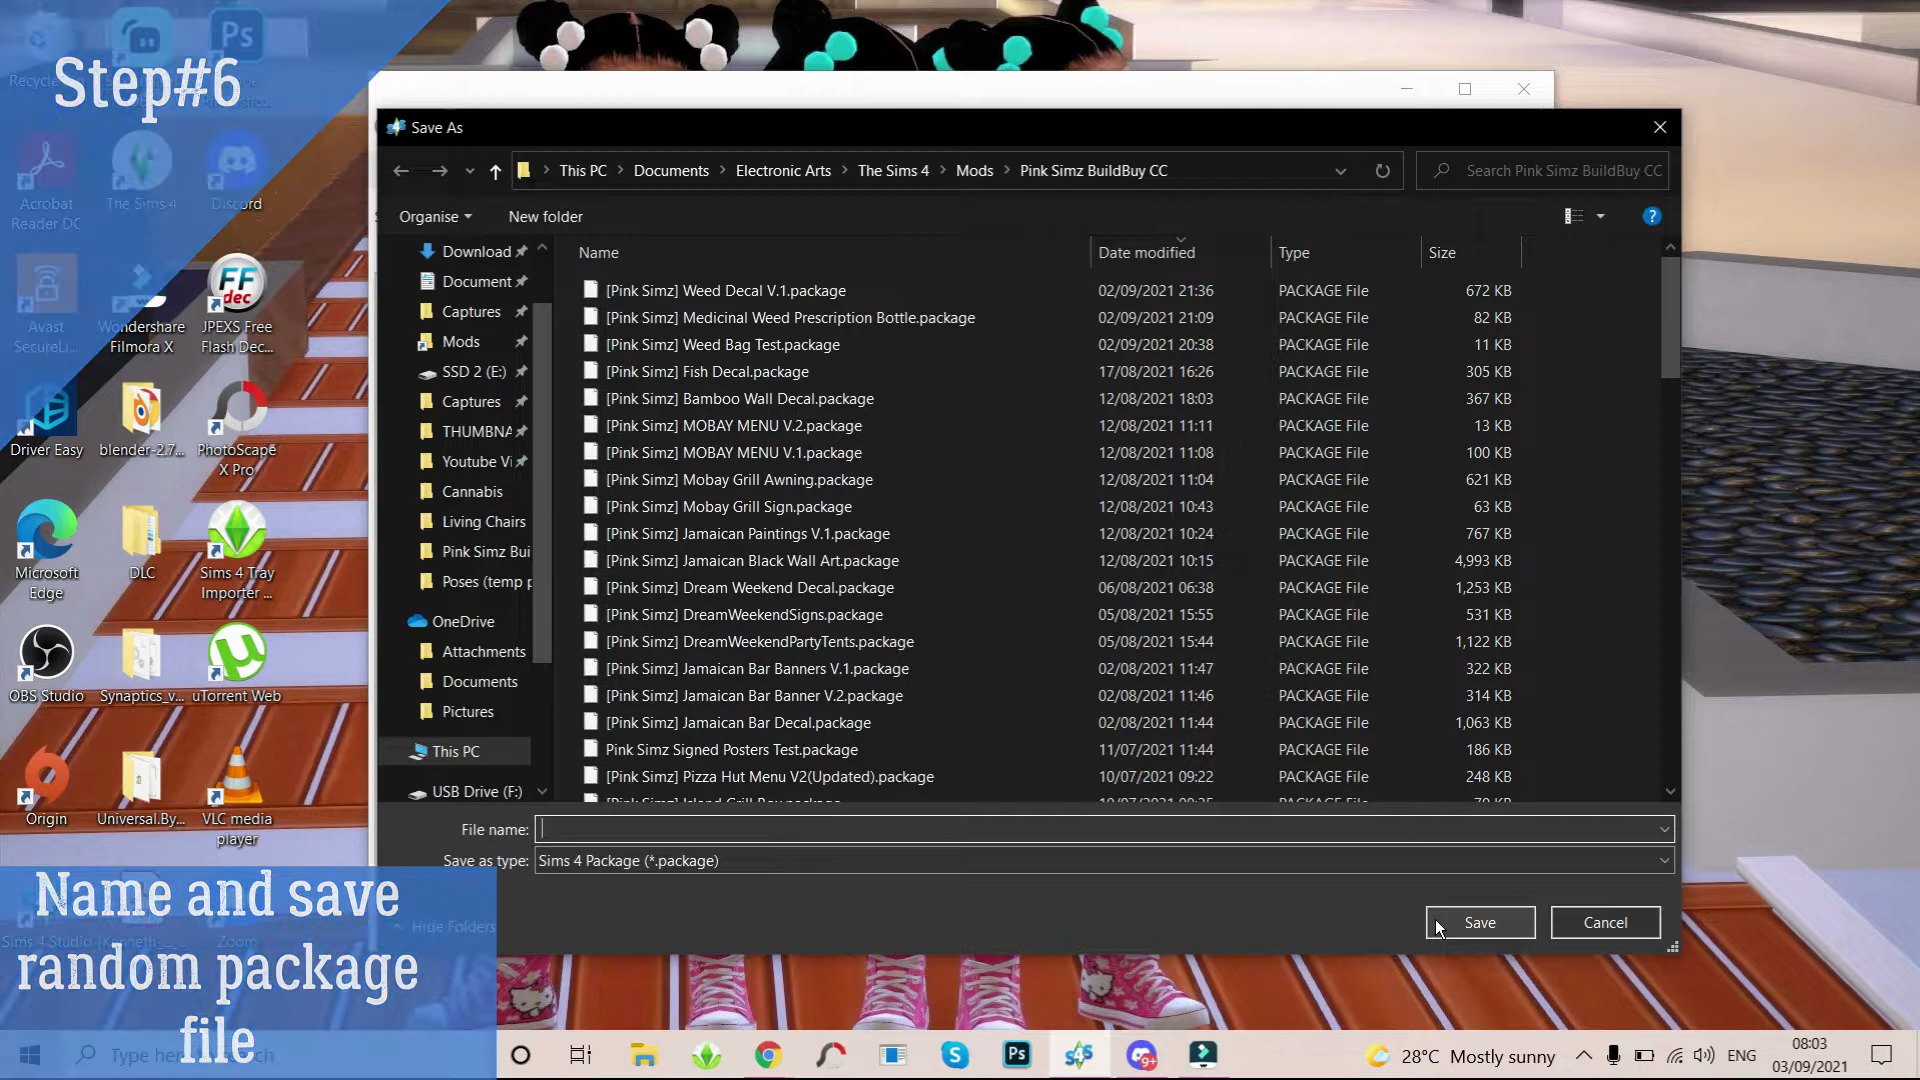 Step#6
Recycle
Ps
Acrobat
Reader DC
The Sims 4
Discord
Avast
SecureLi...
Wondershare
Filmora X
FF
dec
JPEXS Free
Flash Dec...
Driver Easy
blender-2.7...
PhotoScape
X Pro
Microsoft
Edge
DLC
Sims 4 Tray
Importer ...
OBS Studio
Synaptics_v...
uTorrent Web
Origin
Universal.By...
VLC media
player
Save As
This PC > Documents > Electronic Arts > The Sims 4 > Mods > Pink Simz BuildBuy CC
Search Pink Simz BuildBuy CC
Organise New folder
?
Download
Document
Captures
Mods
SSD 2 (E:)
Captures
THUMBNA
Youtube Vi
Cannabis
Living Chairs
Pink Simz Bui
Poses (temp p
OneDrive
Attachments
Documents
Pictures
This PC
USB Drive (F:)
Name Date modified Type Size
[Pink Simz] Weed Decal V.1.package 02/09/2021 21:36 PACKAGE File 672 KB
[Pink Simz] Medicinal Weed Prescription Bottle.package 02/09/2021 21:09 PACKAGE File 82 KB
[Pink Simz] Weed Bag Test.package 02/09/2021 20:38 PACKAGE File 11 KB
[Pink Simz] Fish Decal.package 17/08/2021 16:26 PACKAGE File 305 KB
[Pink Simz] Bamboo Wall Decal.package 12/08/2021 18:03 PACKAGE File 367 KB
[Pink Simz] MOBAY MENU V.2.package 12/08/2021 11:11 PACKAGE File 13 KB
[Pink Simz] MOBAY MENU V.1.package 12/08/2021 11:08 PACKAGE File 100 KB
[Pink Simz] Mobay Grill Awning.package 12/08/2021 11:04 PACKAGE File 621 KB
[Pink Simz] Mobay Grill Sign.package 12/08/2021 10:43 PACKAGE File 63 KB
[Pink Simz] Jamaican Paintings V.1.package 12/08/2021 10:24 PACKAGE File 767 KB
[Pink Simz] Jamaican Black Wall Art.package 12/08/2021 10:15 PACKAGE File 4,993 KB
[Pink Simz] Dream Weekend Decal.package 06/08/2021 06:38 PACKAGE File 1,253 KB
[Pink Simz] DreamWeekendSigns.package 05/08/2021 15:55 PACKAGE File 531 KB
[Pink Simz] DreamWeekendPartyTents.package 05/08/2021 15:44 PACKAGE File 1,122 KB
[Pink Simz] Jamaican Bar Banners V.1.package 02/08/2021 11:47 PACKAGE File 322 KB
[Pink Simz] Jamaican Bar Banner V.2.package 02/08/2021 11:46 PACKAGE File 314 KB
[Pink Simz] Jamaican Bar Decal.package 02/08/2021 11:44 PACKAGE File 1,063 KB
Pink Simz Signed Posters Test.package 11/07/2021 11:44 PACKAGE File 186 KB
[Pink Simz] Pizza Hut Menu V2(Updated).package 10/07/2021 09:22 PACKAGE File 248 KB
File name:
Save as type: Sims 4 Package (*.package)
Hide Folders
Save Cancel
Name and save
random package
file
Sims 4 Studio
Zoom
Type here
Ps
S4S
9+
28°C Mostly sunny
ENG
08:03
03/09/2021